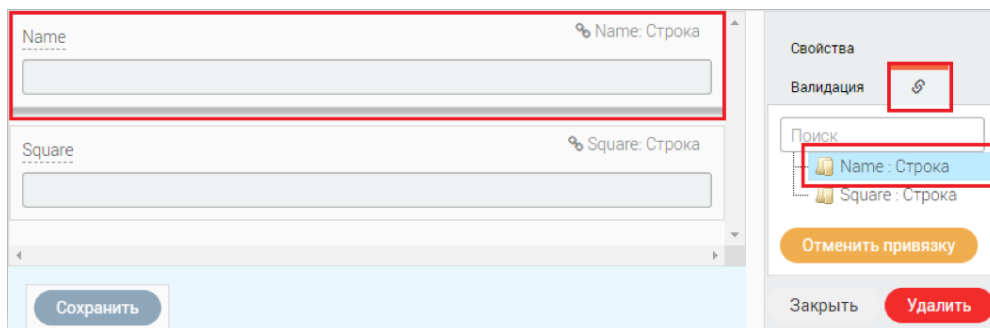 Name
Name: Строка
Square
Square: Строка
Сохранить
Свойства
Валидация
Поиск
Name : Строка
Square : Строка
Отменить привязку
Закрыть
Удалить